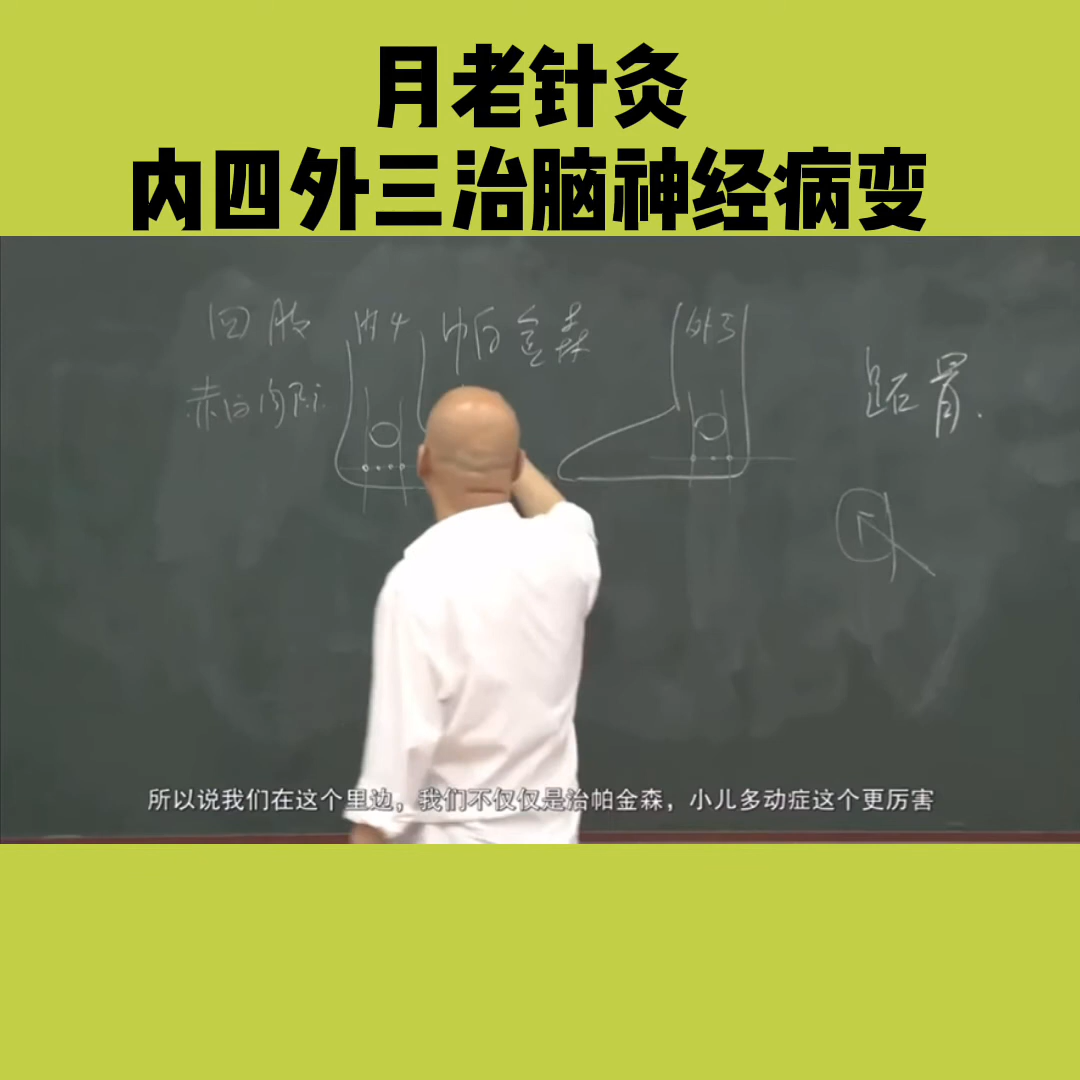 月老针灸
内四外三治脑神经病变
回 内4 帕金森 外3
赤白肉际
跖骨.
所以说我们在这个里边，我们不仅仅是治帕金森，小儿多动症这个更厉害